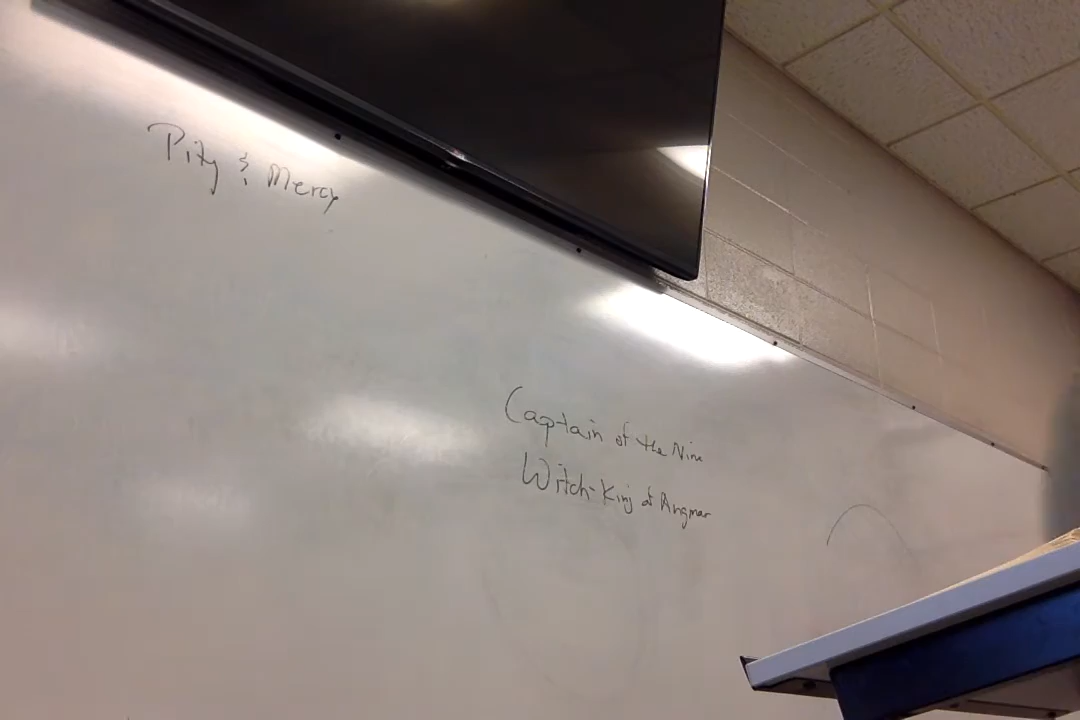 Pity & Mercy
Captain of the Nine
Witch-King of Angmar